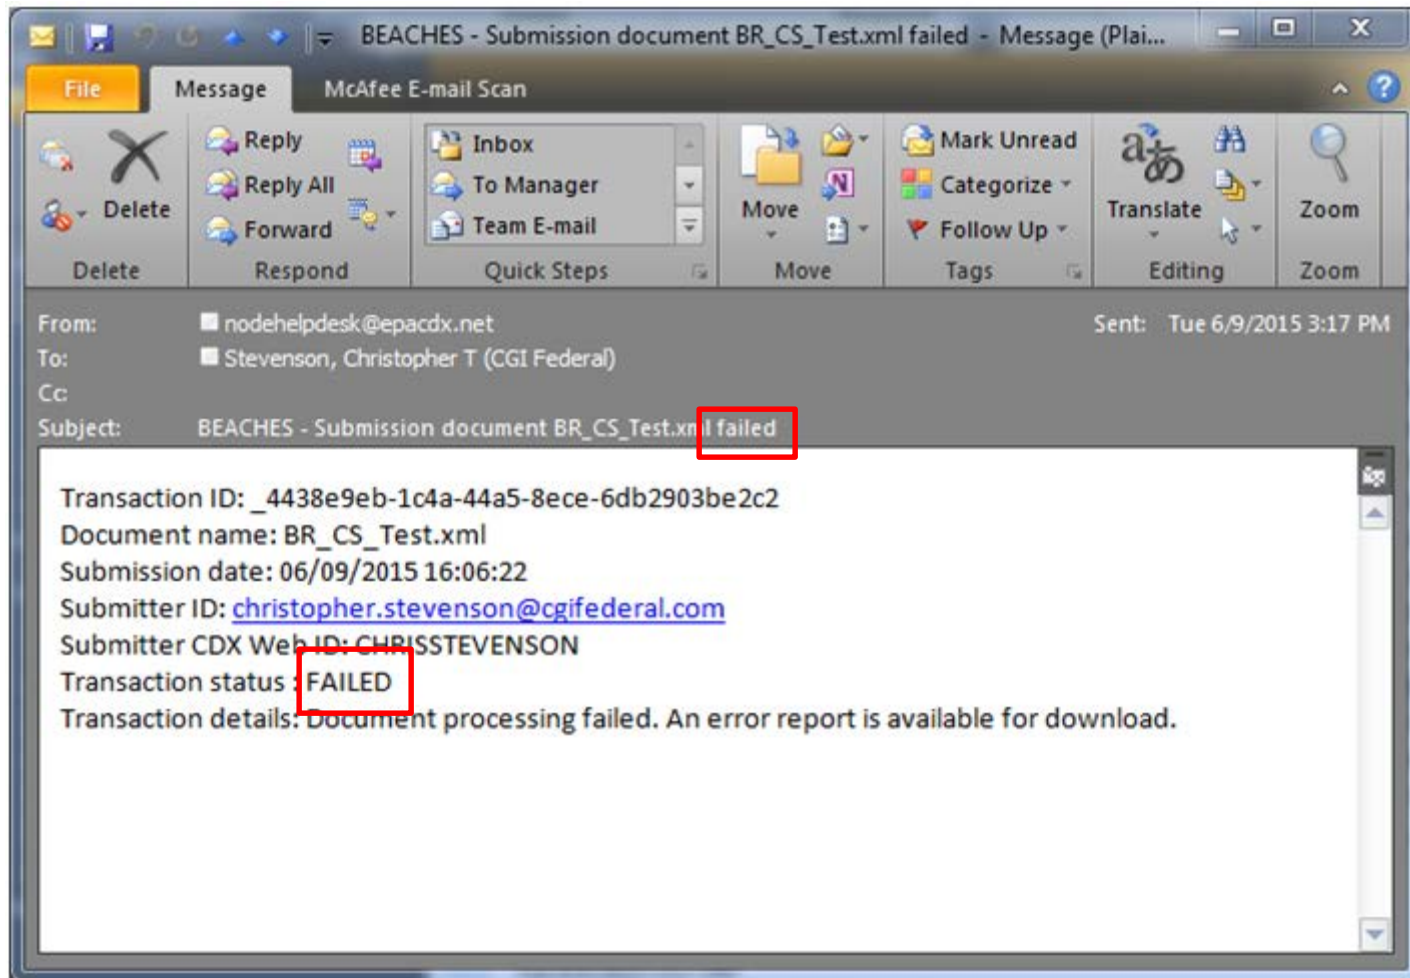 BEACHES - Submission document BR_CS_Test.xml failed - Message (Plai...
File Message McAfee E-mail Scan
Delete
Reply
Reply All
Forward
Inbox
To Manager
Team E-mail
Move
Mark Unread
Categorize
Follow Up
Translate
Zoom
Delete Respond Quick Steps Move Tags Editing Zoom
From: nodehelpdesk@epacdx.net Sent: Tue 6/9/2015 3:17 PM
To: Stevenson, Christopher T (CGI Federal)
Cc:
Subject: BEACHES - Submission document BR_CS_Test.xml failed
Transaction ID: _4438e9eb-1c4a-44a5-8ece-6db2903be2c2
Document name: BR_CS_Test.xml
Submission date: 06/09/2015 16:06:22
Submitter ID: christopher.stevenson@cgifederal.com
Submitter CDX Web ID: CHRISSTEVENSON
Transaction status : FAILED
Transaction details: Document processing failed. An error report is available for download.